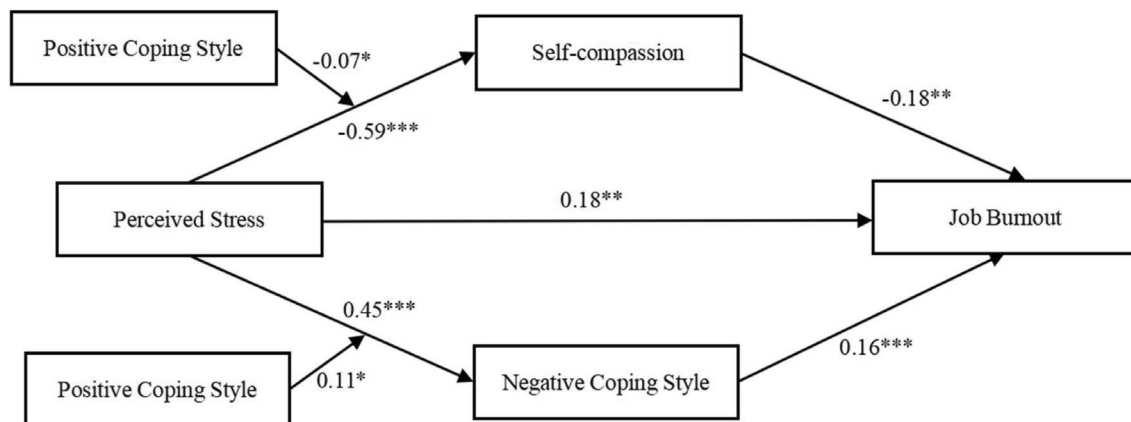 Positive Coping Style
Self-compassion
-0.07*
-0.18**
-0.59***
Perceived Stress
0.18**
Job Burnout
0.45***
0.16***
Positive Coping Style
0.11*
Negative Coping Style